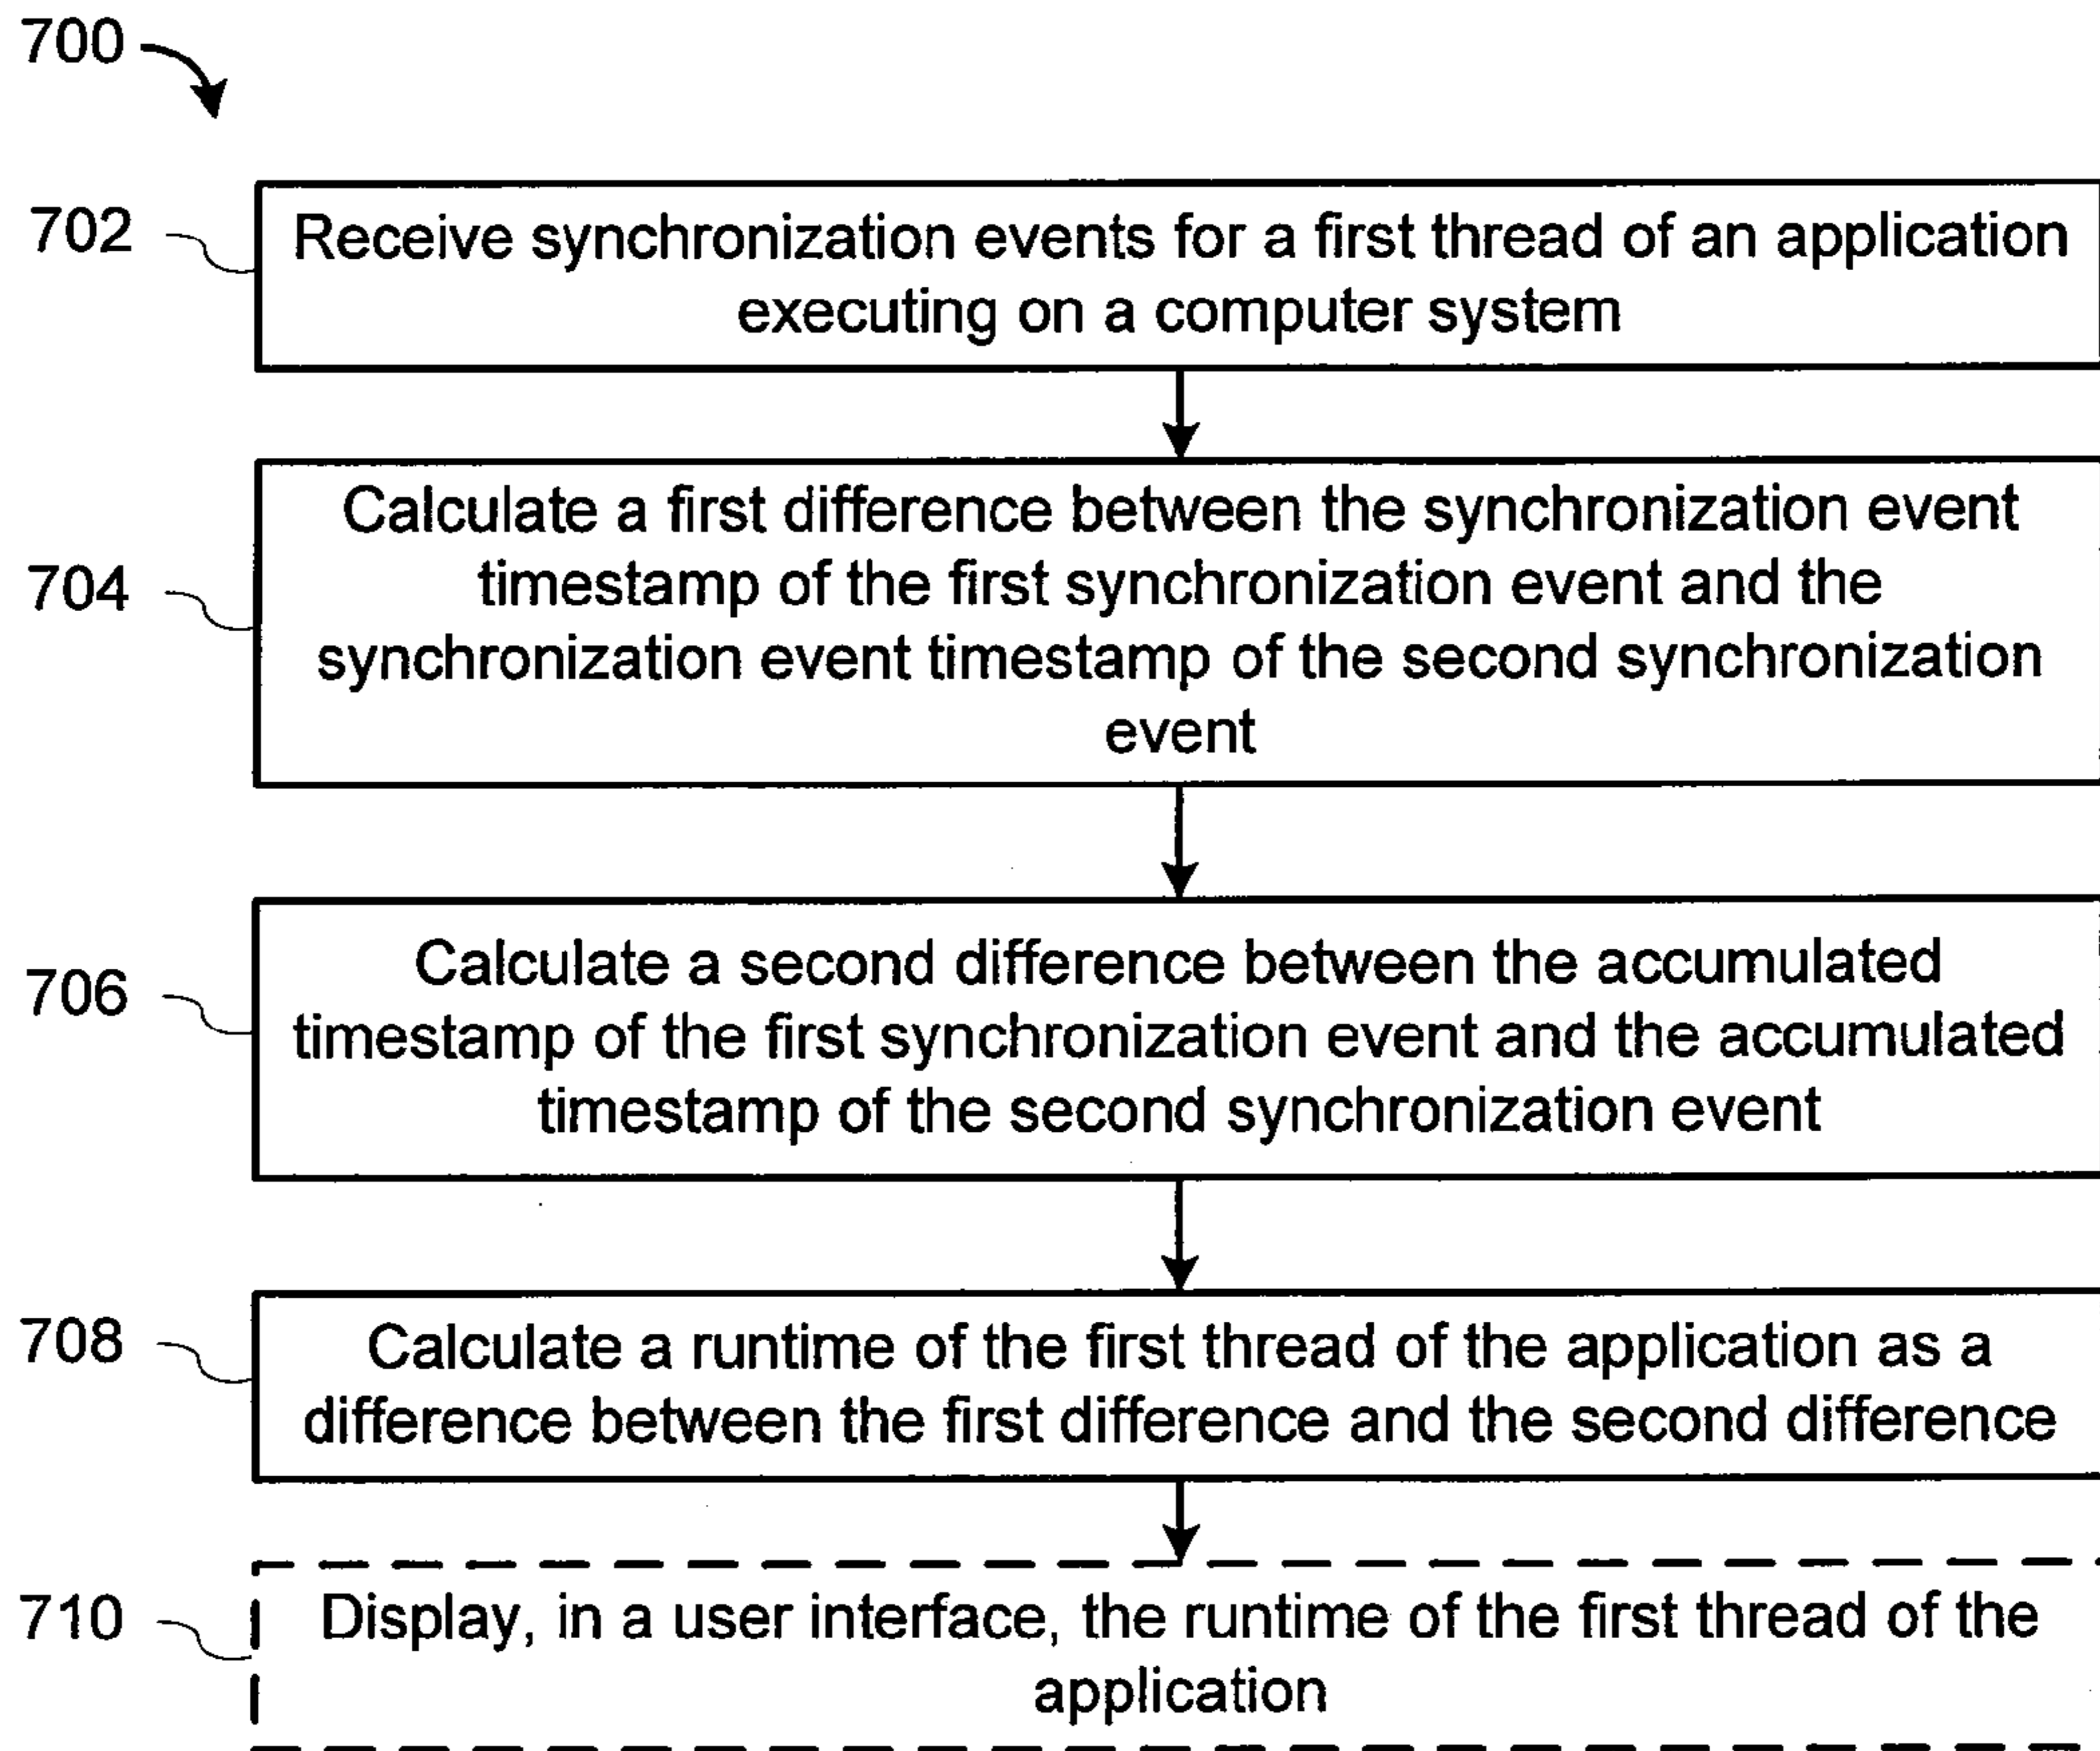 700
702
Receive synchronization events for a first thread of an application
executing on a computer system
704
Calculate a first difference between the synchronization event
timestamp of the first synchronization event and the
synchronization event timestamp of the second synchronization
event
706
Calculate a second difference between the accumulated
timestamp of the first synchronization event and the accumulated
timestamp of the second synchronization event
708
Calculate a runtime of the first thread of the application as a
difference between the first difference and the second difference
710
Display, in a user interface, the runtime of the first thread of the
application